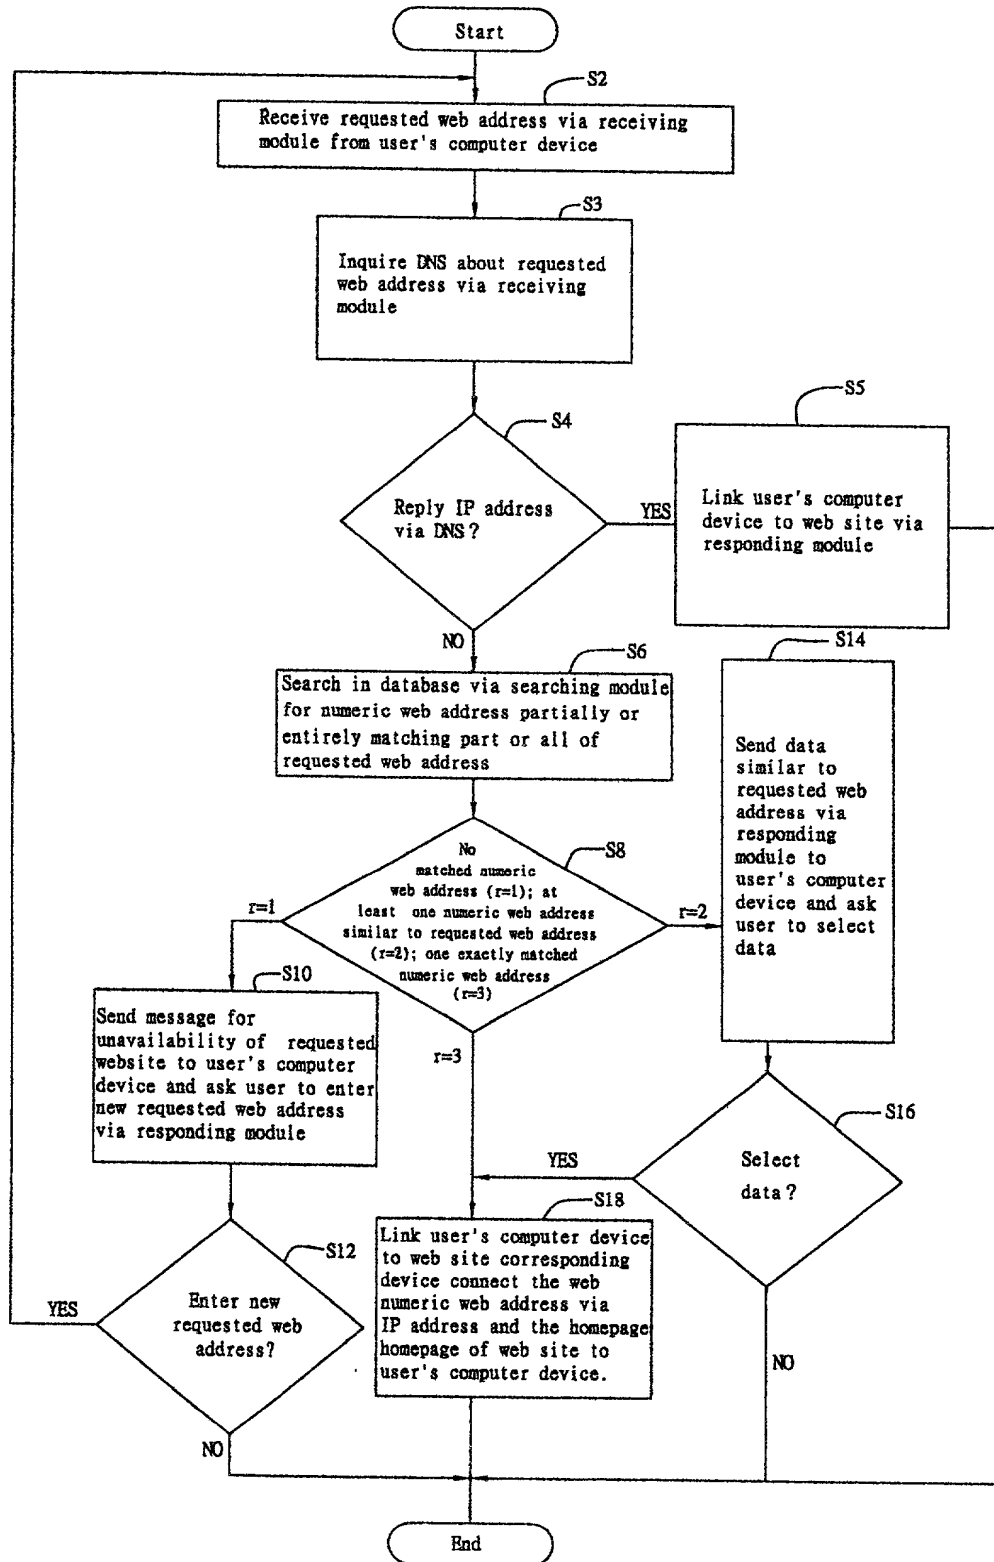 Start
S2
Receive requested web address via receiving
module from user's computer device
S3
Inquire DNS about requested
web address via receiving
module
S4
Reply IP address
via DNS?
YES
S5
Link user's computer
device to web site via
responding module
NO
S6
Search in database via searching module
for numeric web address partially or
entirely matching part or all of
requested web address
S14
Send data
similar to
requested web
address via
responding
module to
user's computer
device and ask
user to select
data
S8
No
matched numeric
web address (r=1); at
least one numeric web address
similar to requested web address
(r=2); one exactly matched
numeric web address
(r=3)
r=1
r=2
r=3
S10
Send message for
unavailability of requested
website to user's computer
device and ask user to enter
new requested web address
via responding module
S16
Select
data?
YES
NO
S18
Link user's computer device
to web site corresponding
device connect the web
numeric web address via
IP address and the homepage
homepage of web site to
user's computer device.
S12
Enter new
requested web
address?
YES
NO
End